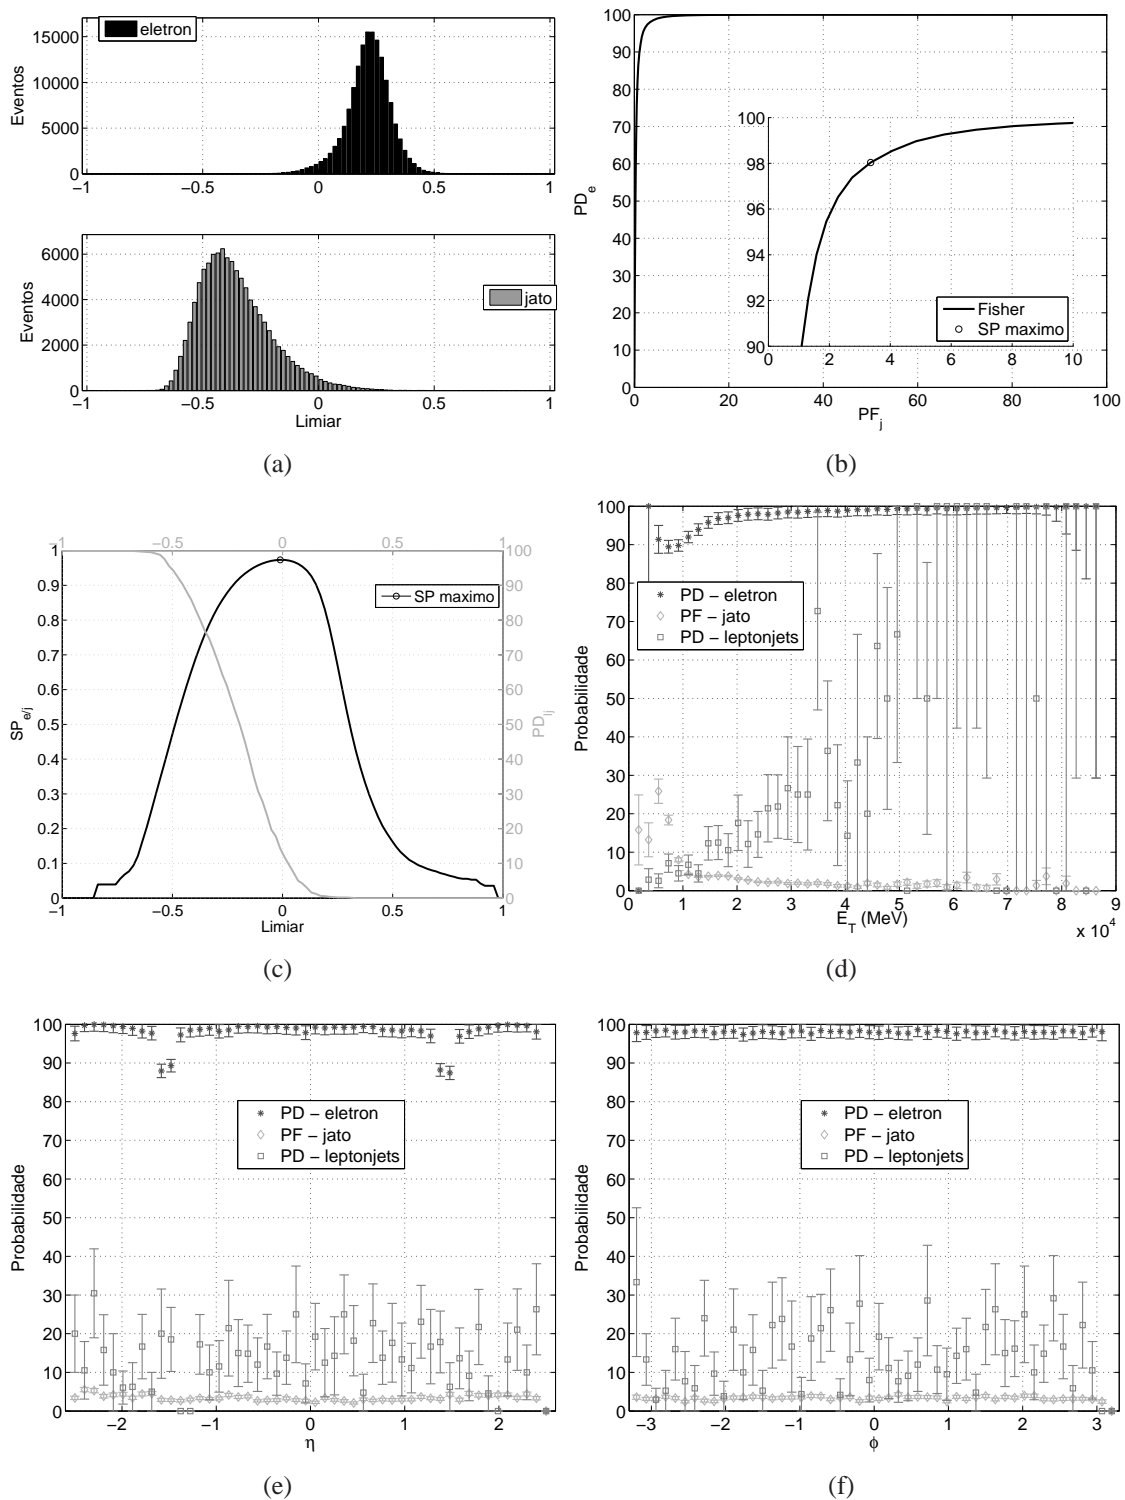 eletron
Eventos
15000
10000
5000
0
−1 −0.5 0 0.5 1
jato
Eventos
6000
4000
2000
0
−1 −0.5 0 0.5 1
Limiar
(a)
PD_e
100
90
80
70
60
50
40
30
20
10
0
0 20 40 60 80 100
PF_j
100
98
96
94
92
90
0 2 4 6 8 10
Fisher
SP maximo
(b)
−1 −0.5 0 0.5 1
SP_e/j
1
0.9
0.8
0.7
0.6
0.5
0.4
0.3
0.2
0.1
0
SP maximo
100
90
80
70
60
50
40
30
20
10
0
PD_lj
−1 −0.5 0 0.5 1
Limiar
(c)
Probabilidade
100
90
80
70
60
50
40
30
20
10
0
PD − eletron
PF − jato
PD − leptonjets
0 1 2 3 4 5 6 7 8 9
E_T (MeV)
x 10^4
(d)
Probabilidade
100
90
80
70
60
50
40
30
20
10
0
PD − eletron
PF − jato
PD − leptonjets
−2 −1 0 1 2
η
(e)
Probabilidade
100
90
80
70
60
50
40
30
20
10
0
PD − eletron
PF − jato
PD − leptonjets
−3 −2 −1 0 1 2 3
ϕ
(f)